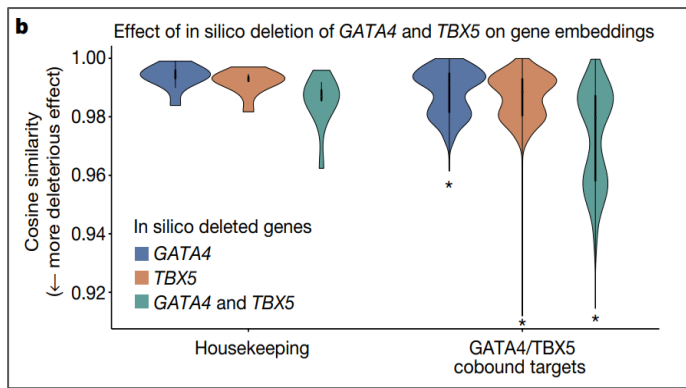 b
Effect of in silico deletion of GATA4 and TBX5 on gene embeddings
Cosine similarity
(← more deleterious effect)
1.00
0.98
0.96
0.94
0.92
In silico deleted genes
GATA4
TBX5
GATA4 and TBX5
*
*
*
Housekeeping
GATA4/TBX5
cobound targets